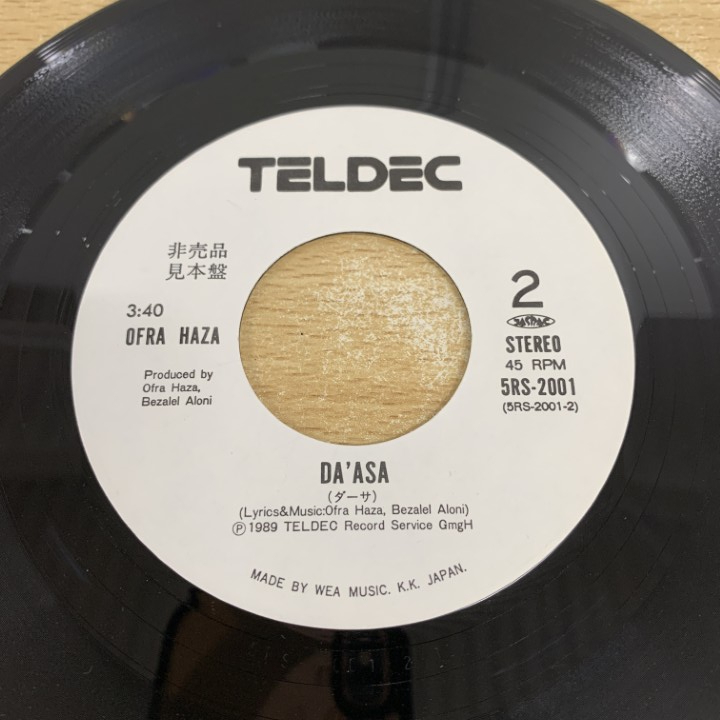 TELDEC
非売品
見本盤
3:40
OFRA HAZA
Produced by
Ofra Haza,
Bezalel Aloni
2
JASRAC
STEREO
45 RPM
5RS-2001
(5RS-2001-2)
DA'ASA
(ダーサ)
(Lyrics&Music:Ofra Haza, Bezalel Aloni)
Ⓟ1989 TELDEC Record Service GmgH
MADE BY WEA MUSIC. K.K. JAPAN.